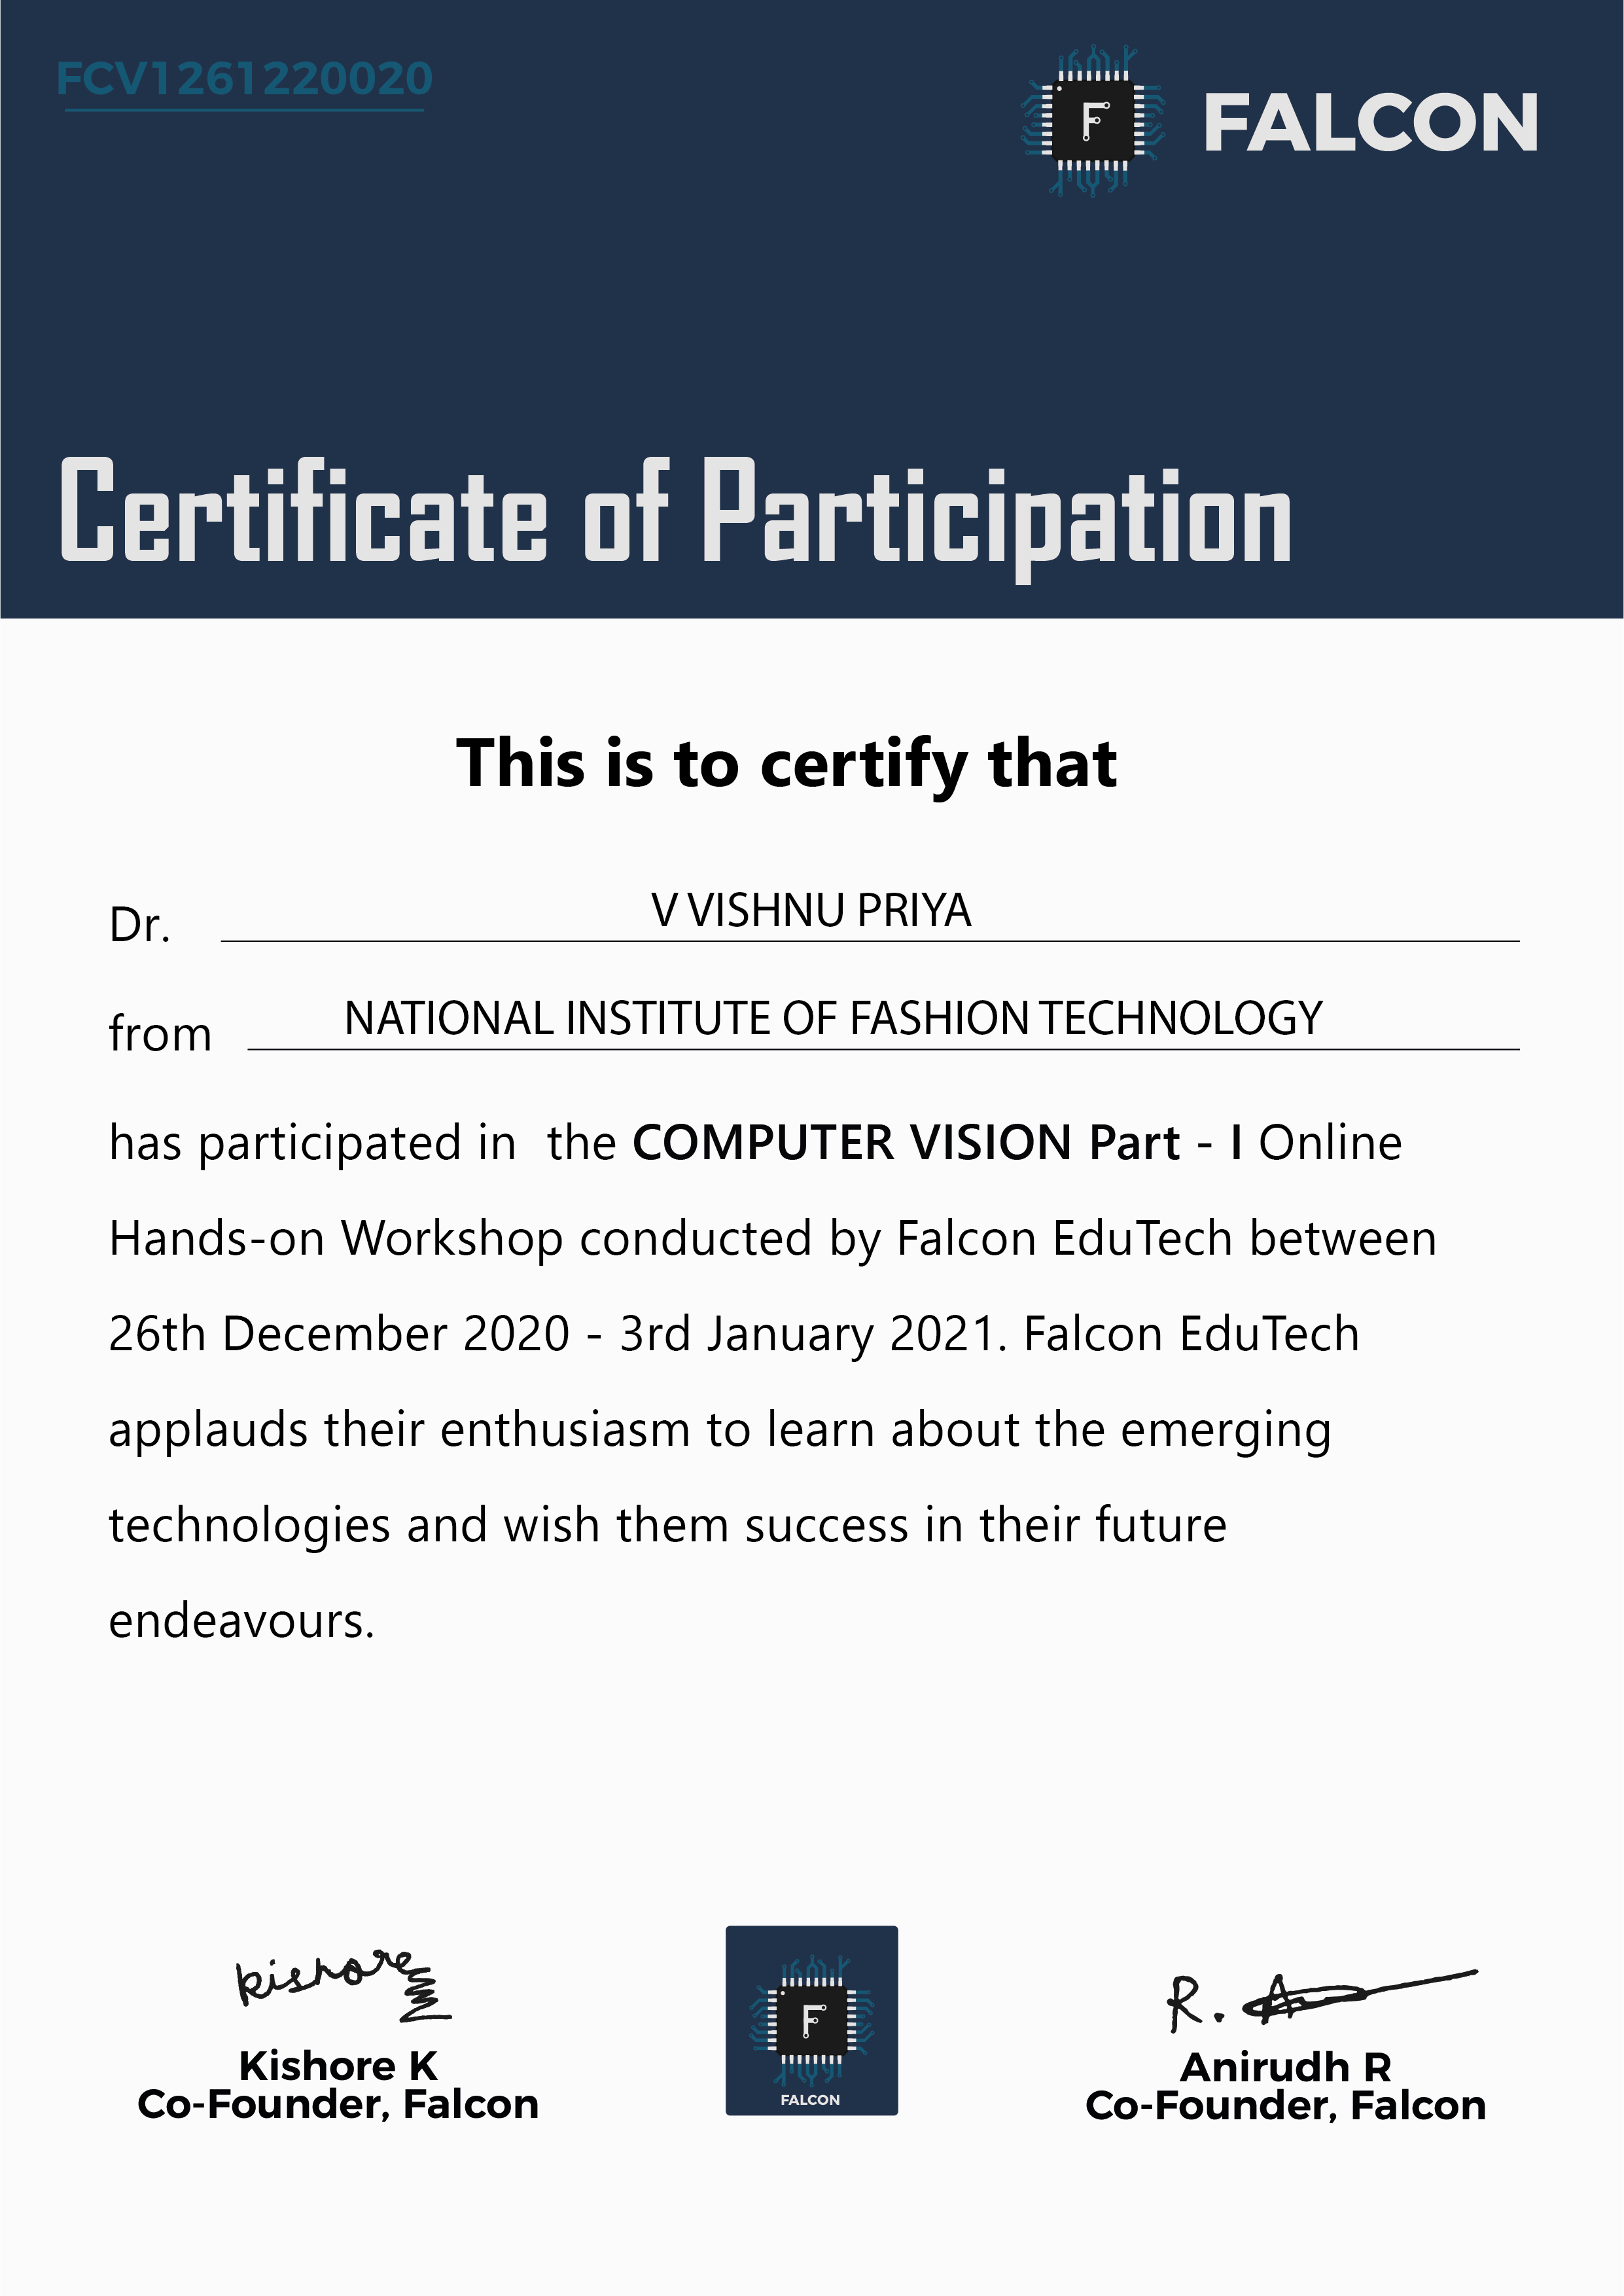 FCV1261220020
F
FALCON
Certificate of Participation
This is to certify that
Dr. V VISHNU PRIYA
from NATIONAL INSTITUTE OF FASHION TECHNOLOGY
has participated in the COMPUTER VISION Part - I Online
Hands-on Workshop conducted by Falcon EduTech between
26th December 2020 - 3rd January 2021. Falcon EduTech
applauds their enthusiasm to learn about the emerging
technologies and wish them success in their future
endeavours.
Kishore
Kishore K
Co-Founder, Falcon
F
FALCON
R. A
Anirudh R
Co-Founder, Falcon